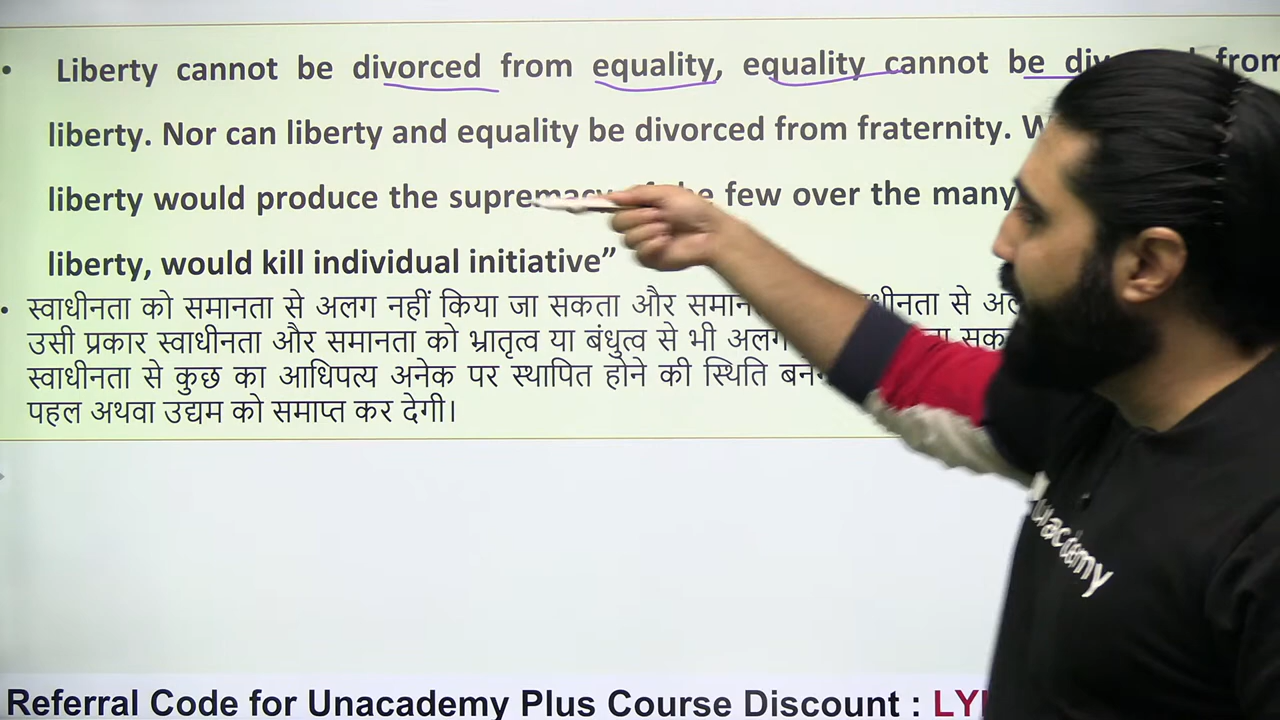 • Liberty cannot be divorced from equality, equality cannot be from
liberty. Nor can liberty and equality be divorced from fraternity.
liberty would produce the few over the many
liberty, would kill individual initiative”
• स्वाधीनता को समानता से अलग नहीं किया जा सकता और से
उसी प्रकार स्वाधीनता और समानता को भ्रातृत्व या बंधुत्व से भी अलग
स्वाधीनता से कुछ का आधिपत्य अनेक पर स्थापित होने की स्थिति
पहल अथवा उद्यम को समाप्त कर देगी।
unacademy
Referral Code for Unacademy Plus Course Discount :